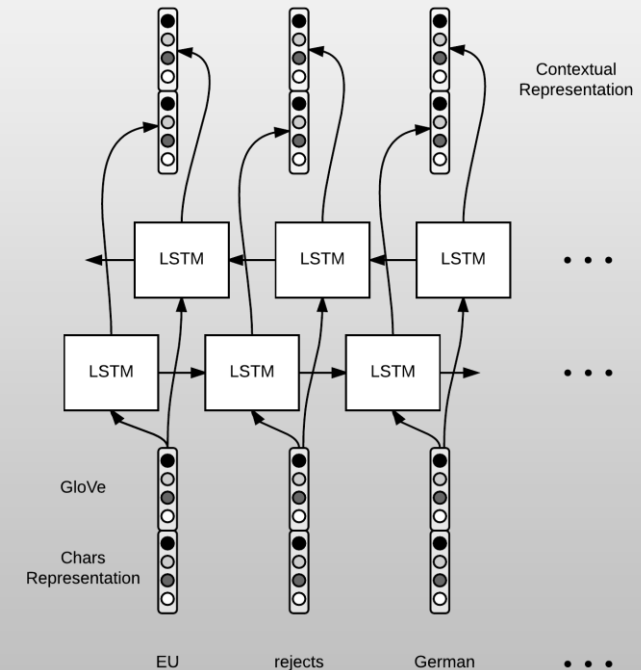 Contextual
Representation
LSTM
LSTM
LSTM
• • •
LSTM
LSTM
LSTM
• • •
GloVe
Chars
Representation
EU
rejects
German
• • •